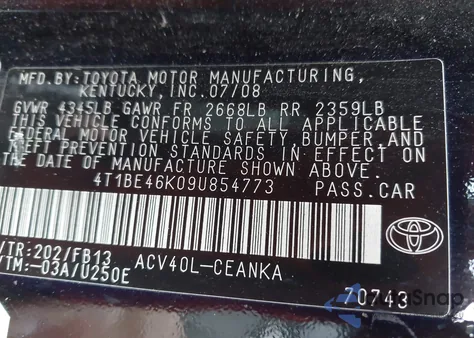 MFD.BY:TOYOTA MOTOR MANUFACTURING,
KENTUCKY, INC.07/08
GVWR 4345LB GAWR FR 2668LB RR 2359LB
THIS VEHICLE CONFORMS TO ALL APPLICABLE
FEDERAL MOTOR VEHICLE SAFETY, BUMPER, AND
THEFT PREVENTION STANDARDS IN EFFECT ON
THE DATE OF MANUFACTURE SHOWN ABOVE.
4T1BE46K09U854773 PASS.CAR
/TR:202/FB13 ACV40L-CEANKA
/TM:-03A/U250E
TOYOTA
70743